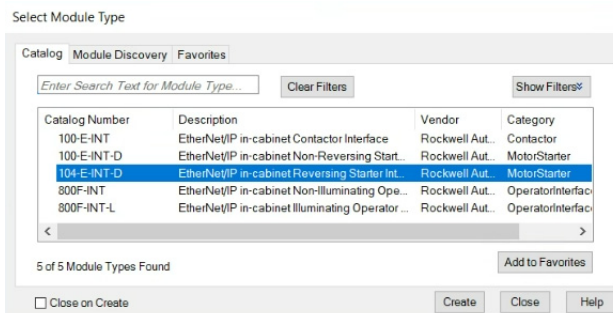 Select Module Type
Catalog Module Discovery Favorites
Enter Search Text for Module Type... Clear Filters Show Filters
Catalog Number Description Vendor Category
100-E-INT EtherNet/IP in-cabinet Contactor Interface Rockwell Aut... Contactor
100-E-INT-D EtherNet/IP in-cabinet Non-Reversing Start... Rockwell Aut... MotorStarter
104-E-INT-D EtherNet/IP in-cabinet Reversing Starter Int... Rockwell Aut... MotorStarter
800F-INT EtherNet/IP in-cabinet Non-Illuminating Ope... Rockwell Aut... OperatorInterfac
800F-INT-L EtherNet/IP in-cabinet Illuminating Operator ... Rockwell Aut... OperatorInterfac
5 of 5 Module Types Found Add to Favorites
Close on Create Create Close Help